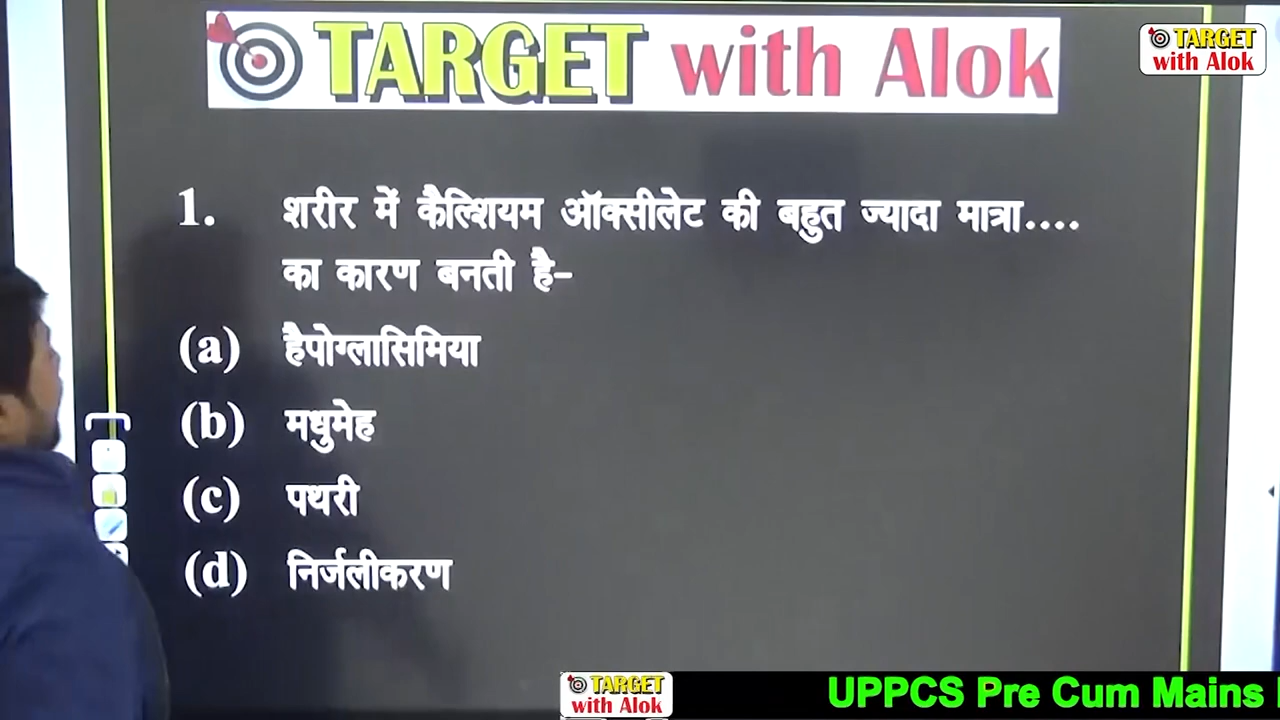 TARGET with Alok
TARGET
with Alok
1. शरीर में कैल्शियम ऑक्सीलेट की बहुत ज्यादा मात्रा....
का कारण बनती है-
(a) हैपोग्लासिमिया
(b) मधुमेह
(c) पथरी
(d) निर्जलीकरण
TARGET
with Alok
UPPCS Pre Cum Mains